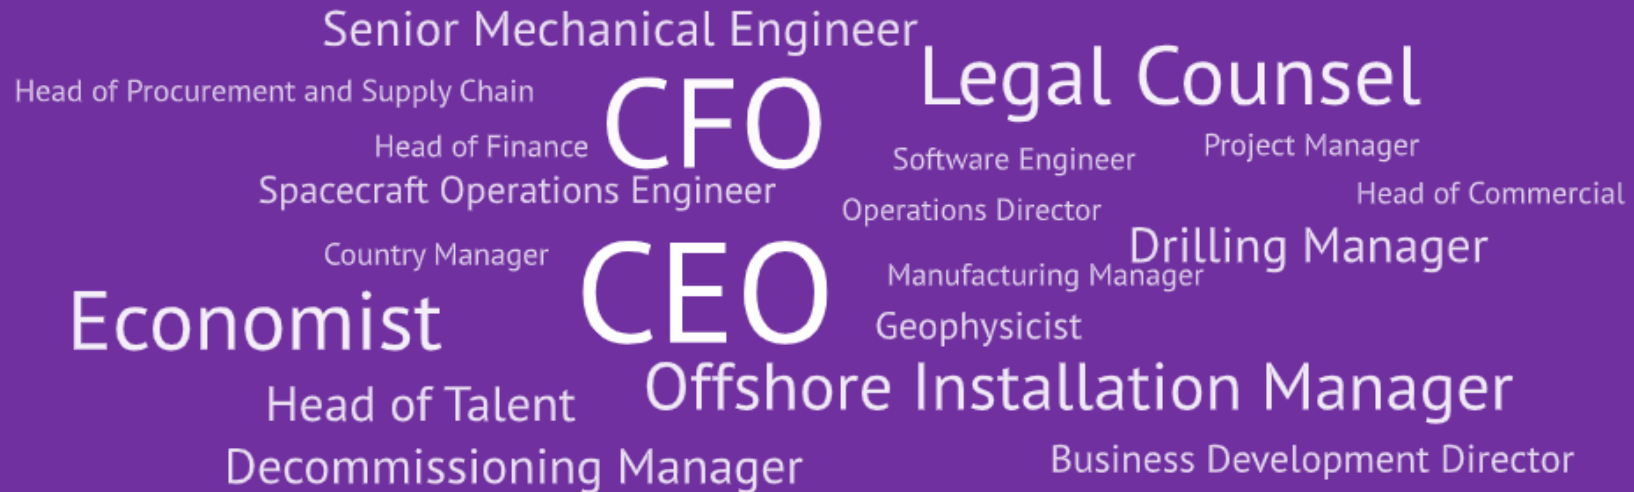 Senior Mechanical Engineer
Legal Counsel
Head of Procurement and Supply Chain
CFO
Head of Finance
Software Engineer
Project Manager
Spacecraft Operations Engineer
Head of Commercial
Operations Director
Drilling Manager
Country Manager
CEO
Manufacturing Manager
Economist
Geophysicist
Offshore Installation Manager
Head of Talent
Decommissioning Manager
Business Development Director